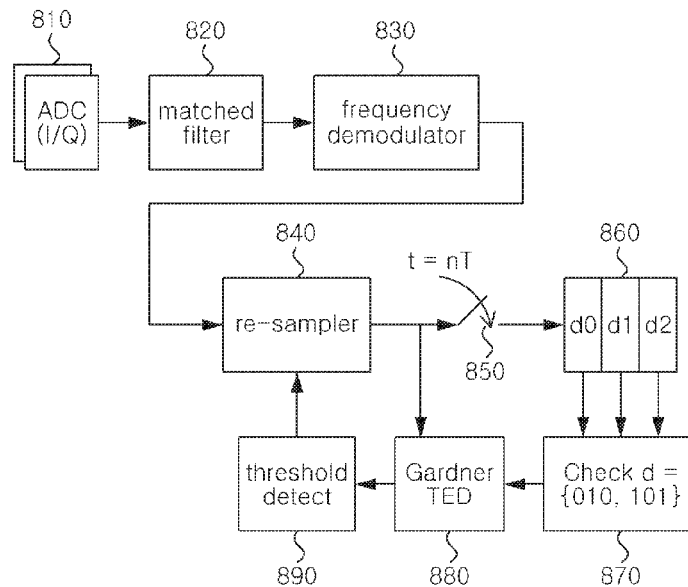 810
820
830
ADC
(I/Q)
matched
filter
frequency
demodulator
840
860
t = nT
re-sampler
d0 d1 d2
850
threshold
detect
Gardner
TED
Check d =
{010, 101}
890
880
870